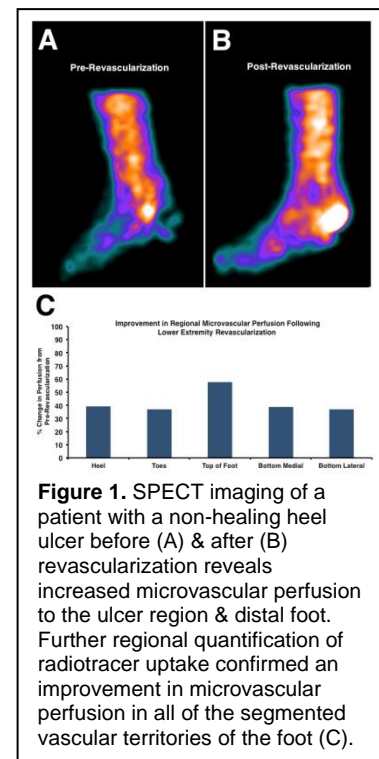 A
Pre-Revascularization
B
Post-Revascularization
C
Improvement in Regional Microvascular Perfusion Following
Lower Extremity Revascularization
% Change in Perfusion from
Pre-Revascularization
100
90
80
70
60
50
40
30
20
10
0
Heel
Toes
Top of Foot
Bottom Medial
Bottom Lateral
Figure 1. SPECT imaging of a
patient with a non-healing heel
ulcer before (A) & after (B)
revascularization reveals
increased microvascular perfusion
to the ulcer region & distal foot.
Further regional quantification of
radiotracer uptake confirmed an
improvement in microvascular
perfusion in all of the segmented
vascular territories of the foot (C).